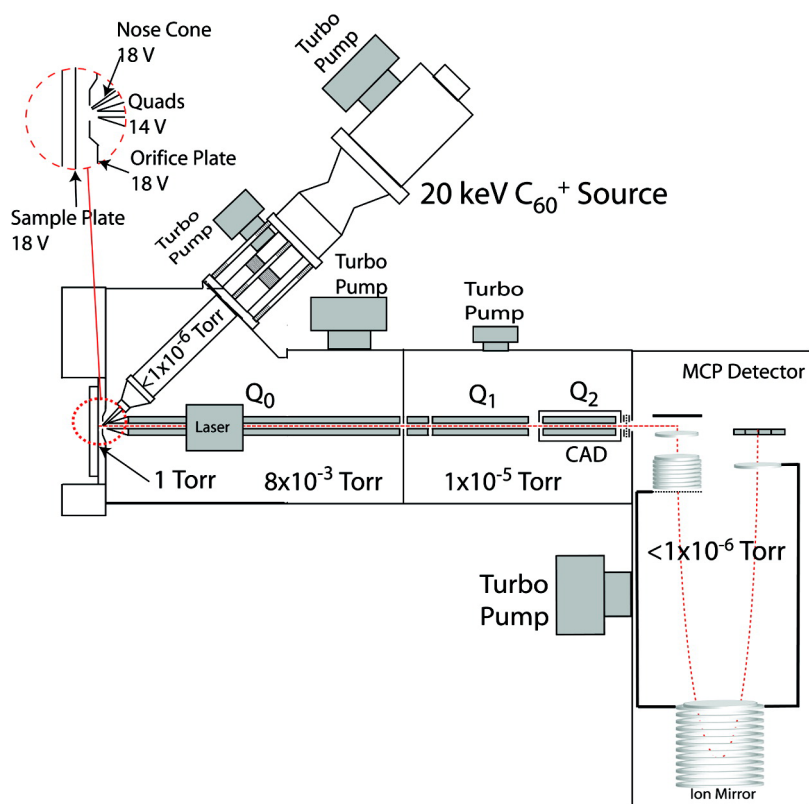 Nose Cone
18 V
Quads
14 V
Orifice Plate
18 V
Sample Plate
18 V
Turbo
Pump
20 keV C₆₀⁺ Source
Turbo
Pump
Turbo
Pump
Turbo
Pump
<1x10⁻⁶ Torr
MCP Detector
Q₀
Q₁
Q₂
Laser
CAD
1 Torr
8x10⁻³ Torr
1x10⁻⁵ Torr
<1x10⁻⁶ Torr
Turbo
Pump
Ion Mirror